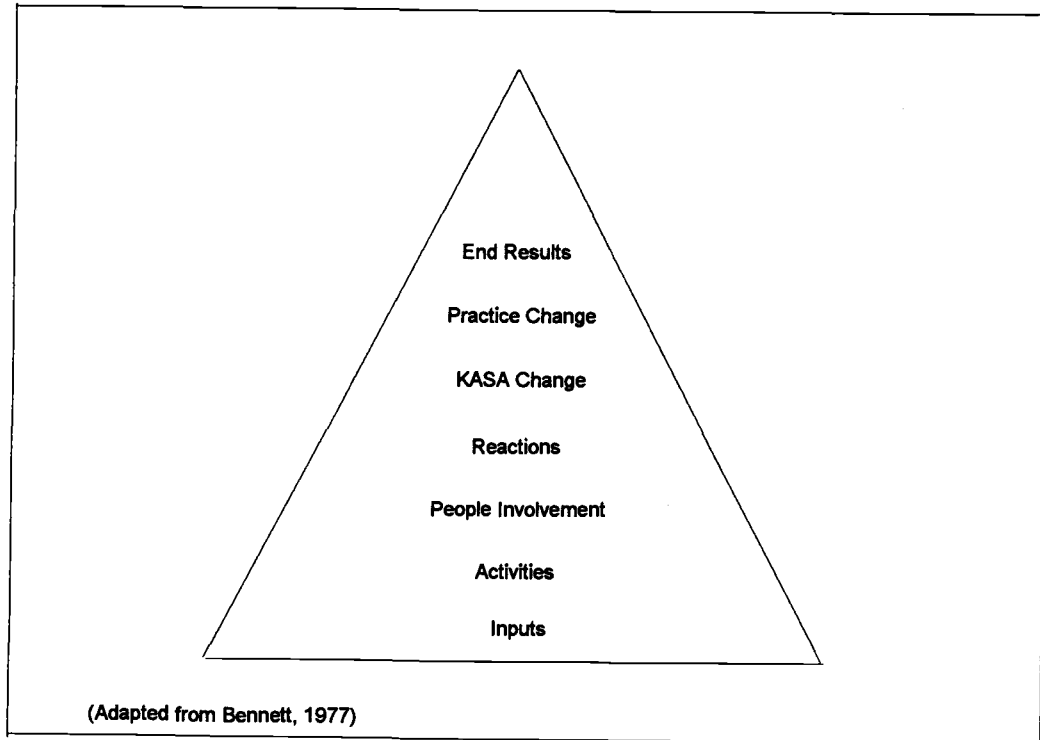 End Results
Practice Change
KASA Change
Reactions
People Involvement
Activities
Inputs
(Adapted from Bennett, 1977)